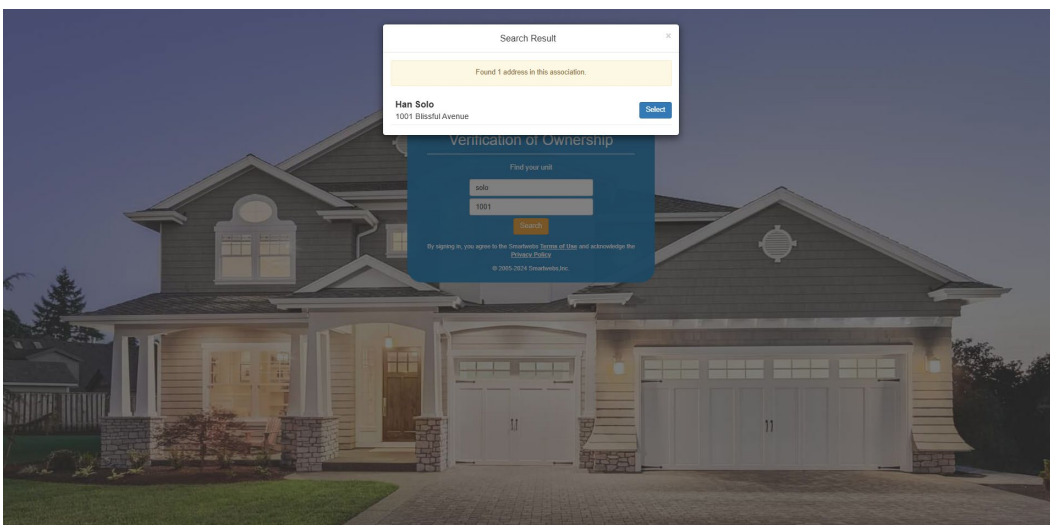 Search Result
×
Found 1 address in this association.
Han Solo
1001 Blissful Avenue
Select
Verification of Ownership
Find your unit
solo
1001
Search
By signing in, you agree to the Smartwebs Terms of Use and acknowledge the
Privacy Policy
© 2005-2024 Smartwebs,Inc